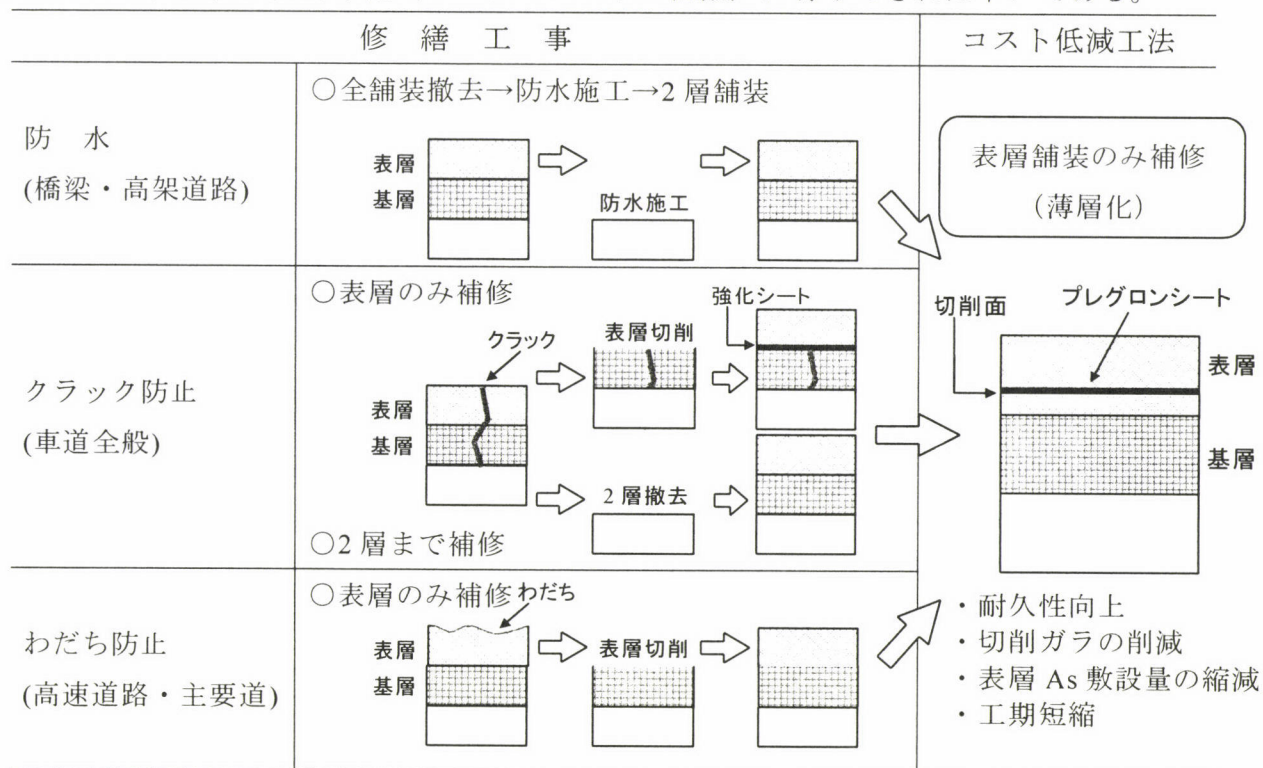 修繕工事
コスト低減工法
防水
(橋梁・高架道路)
○全舗装撤去→防水施工→2層舗装
表層
基層
防水施工
表層舗装のみ補修
(薄層化)
クラック防止
(車道全般)
○表層のみ補修
クラック
表層
基層
表層切削
強化シート
2層撤去
○2層まで補修
切削面
プレグロンシート
表層
基層
わだち防止
(高速道路・主要道)
○表層のみ補修
わだち
表層
基層
表層切削
・耐久性向上
・切削ガラの削減
・表層As敷設量の縮減
・工期短縮